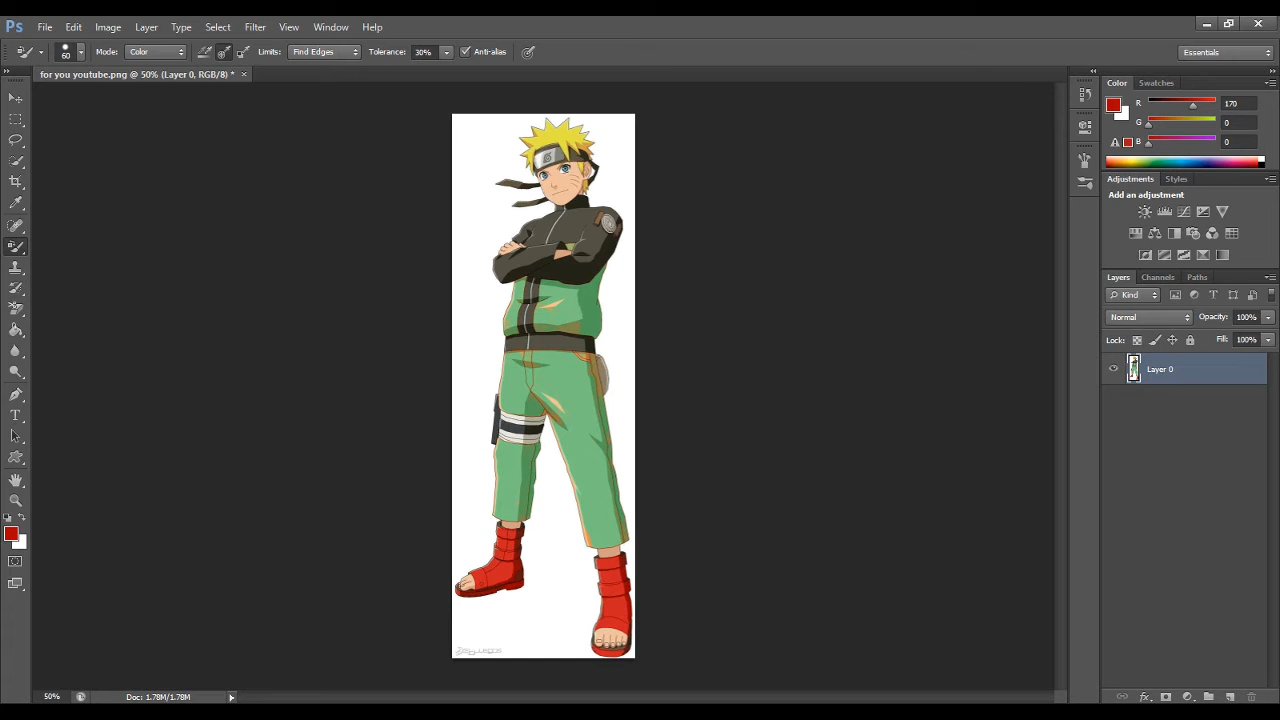 Ps File Edit Image Layer Type Select Filter View Window Help
60 Mode: Color Limits: Find Edges Tolerance: 30% Anti-alias Essentials
for you youtube.png @ 50% (Layer 0, RGB/8) *
Color Swatches
R 170
G 0
B 0
Adjustments Styles
Add an adjustment
Layers Channels Paths
Kind
Normal Opacity: 100%
Lock: Fill: 100%
Layer 0
50% Doc: 1.78M/1.78M